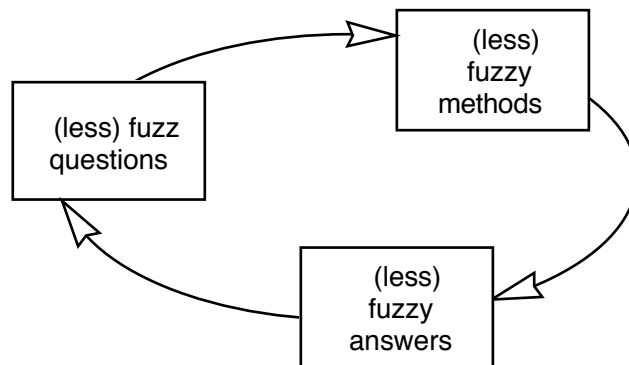 (less) fuzz
questions
(less)
fuzzy
methods
(less)
fuzzy
answers